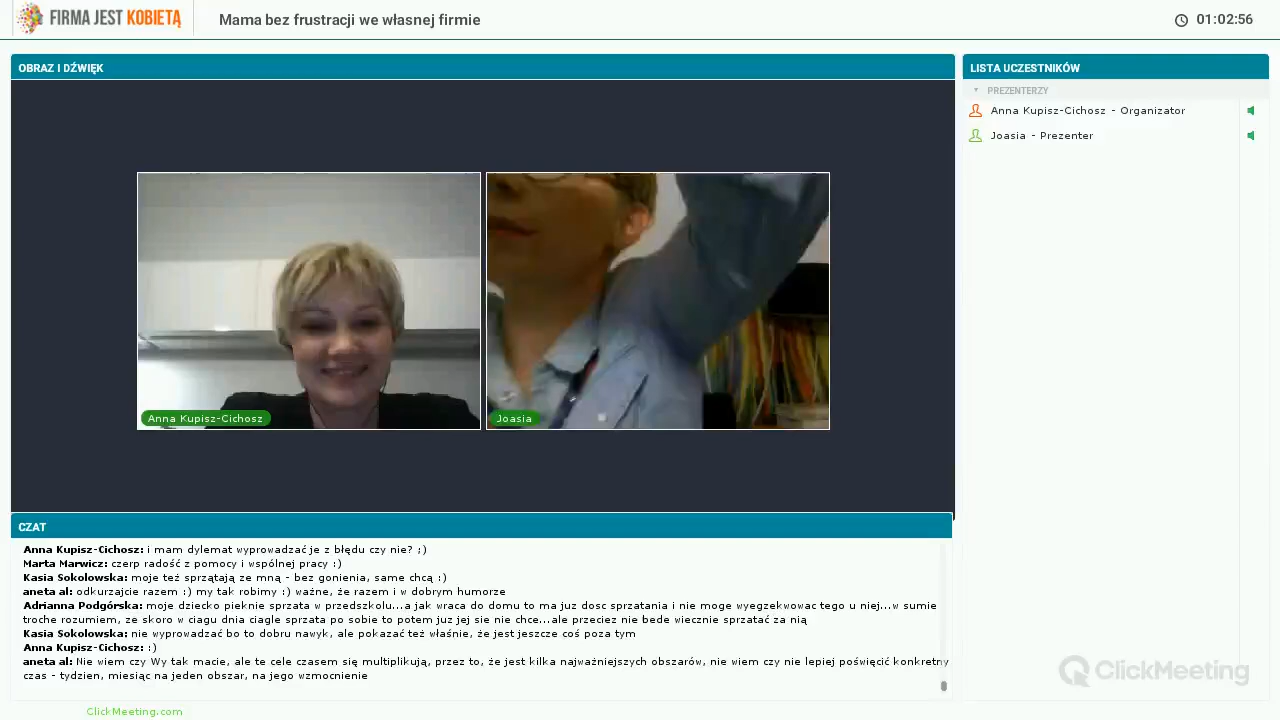 FIRMA JEST KOBIETĄ
Mama bez frustracji we własnej firmie
01:02:56
OBRAZ I DŹWIĘK
LISTA UCZESTNIKÓW
PREZENTERZY
Anna Kupisz-Cichosz - Organizator
Joasia - Prezenter
Anna Kupisz-Cichosz
Joasia
CZAT
Anna Kupisz-Cichosz: i mam dylemat wyprowadzać je z błędu czy nie? ;)
Marta Marwicz: czerp radość z pomocy i wspólnej pracy :)
Kasia Sokolowska: moje też sprzątają ze mną - bez gonienia, same chcą :)
aneta al: odkurzajcie razem :) my tak robimy :) ważne, że razem i w dobrym humorze
Adrianna Podgórska: moje dziecko pieknie sprzata w przedszkolu...a jak wraca do domu to ma juz dosc sprzatania i nie moge wyegzekwowac tego u niej...w sumie
troche rozumiem, ze skoro w ciagu dnia ciagle sprzata po sobie to potem juz jej sie nie chce...ale przeciez nie bede wiecznie sprzatać za nią
Kasia Sokolowska: nie wyprowadzać bo to dobru nawyk, ale pokazać też właśnie, że jest jeszcze coś poza tym
Anna Kupisz-Cichosz: :)
aneta al: Nie wiem czy Wy tak macie, ale te cele czasem się multiplikują, przez to, że jest kilka najważniejszych obszarów, nie wiem czy nie lepiej poświęcić konkretny
czas - tydzien, miesiąc na jeden obszar, na jego wzmocnienie
ClickMeeting
ClickMeeting.com